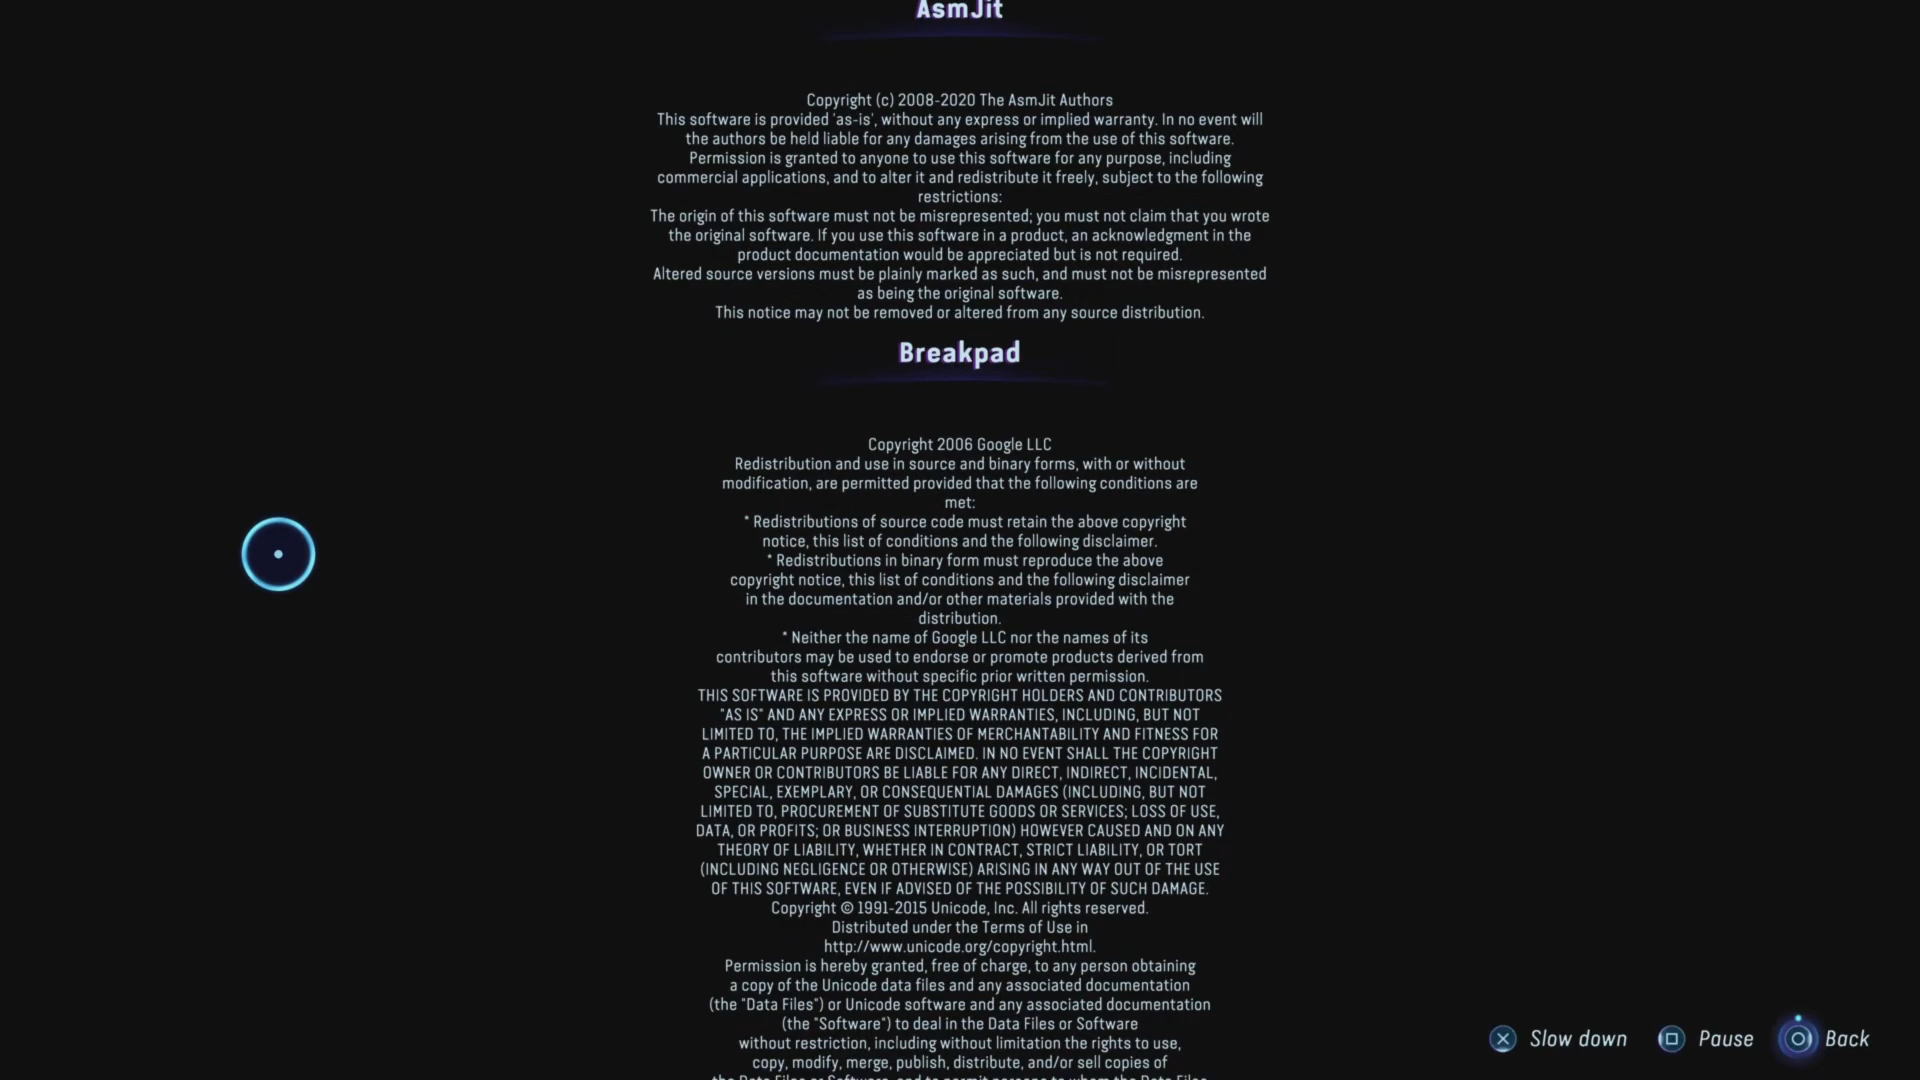 AsmJit
Copyright (c) 2008-2020 The AsmJit Authors
This software is provided 'as-is', without any express or implied warranty. In no event will
the authors be held liable for any damages arising from the use of this software.
Permission is granted to anyone to use this software for any purpose, including
commercial applications, and to alter it and redistribute it freely, subject to the following
restrictions:
The origin of this software must not be misrepresented; you must not claim that you wrote
the original software. If you use this software in a product, an acknowledgment in the
product documentation would be appreciated but is not required.
Altered source versions must be plainly marked as such, and must not be misrepresented
as being the original software.
This notice may not be removed or altered from any source distribution.
Breakpad
Copyright 2006 Google LLC
Redistribution and use in source and binary forms, with or without
modification, are permitted provided that the following conditions are
met:
* Redistributions of source code must retain the above copyright
notice, this list of conditions and the following disclaimer.
* Redistributions in binary form must reproduce the above
copyright notice, this list of conditions and the following disclaimer
in the documentation and/or other materials provided with the
distribution.
* Neither the name of Google LLC nor the names of its
contributors may be used to endorse or promote products derived from
this software without specific prior written permission.
THIS SOFTWARE IS PROVIDED BY THE COPYRIGHT HOLDERS AND CONTRIBUTORS
"AS IS" AND ANY EXPRESS OR IMPLIED WARRANTIES, INCLUDING, BUT NOT
LIMITED TO, THE IMPLIED WARRANTIES OF MERCHANTABILITY AND FITNESS FOR
A PARTICULAR PURPOSE ARE DISCLAIMED. IN NO EVENT SHALL THE COPYRIGHT
OWNER OR CONTRIBUTORS BE LIABLE FOR ANY DIRECT, INDIRECT, INCIDENTAL,
SPECIAL, EXEMPLARY, OR CONSEQUENTIAL DAMAGES (INCLUDING, BUT NOT
LIMITED TO, PROCUREMENT OF SUBSTITUTE GOODS OR SERVICES; LOSS OF USE,
DATA, OR PROFITS; OR BUSINESS INTERRUPTION) HOWEVER CAUSED AND ON ANY
THEORY OF LIABILITY, WHETHER IN CONTRACT, STRICT LIABILITY, OR TORT
(INCLUDING NEGLIGENCE OR OTHERWISE) ARISING IN ANY WAY OUT OF THE USE
OF THIS SOFTWARE, EVEN IF ADVISED OF THE POSSIBILITY OF SUCH DAMAGE.
Copyright © 1991-2015 Unicode, Inc. All rights reserved.
Distributed under the Terms of Use in
http://www.unicode.org/copyright.html.
Permission is hereby granted, free of charge, to any person obtaining
a copy of the Unicode data files and any associated documentation
(the "Data Files") or Unicode software and any associated documentation
(the "Software") to deal in the Data Files or Software
without restriction, including without limitation the rights to use,
copy, modify, merge, publish, distribute, and/or sell copies of
the Data Files or Software, and to permit persons to whom the Data Files
Slow down
Pause
Back